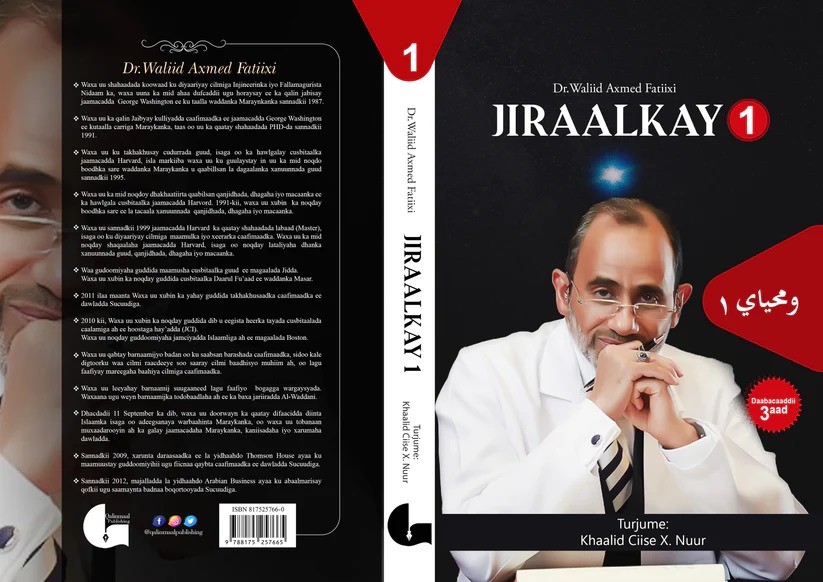 Dr.Waliid Axmed Fatiixi
Waxa uu shahaadada koowaad ku diyaariyay cilmiga Injineerinka iyo Fallamagurista
Nidaam ka, waxa uuna ka mid ahaa dufcaddii ugu horaysay ee ka qalin jabisay
jaamacadda George Washington ee ku taalla waddanka Maraynkanka sannadkii 1987.
Waxa uu ka qalin Jaibyay kulliyadda caafimaadka ee jaamacadda George Washington
ee kutaalla carriga Maraykanka, taas oo uu ka qaatay shahaadada PHD-da sannadkii
1991.
Waxa uu ku takhakhusay cudurrada guud, isaga oo ka hawlgalay cusbitaalka
jaamacadda Harvard, isla markiiba waxa uu ku guulaystay in uu ka mid noqdo
boodhka sare waddanka Maraykanka u qaabillsan la dagaalanka xanuunnada guud
sannadkii 1995.
Waxa uu ka mid noqdoy dhakhaatiirta qaabilsan qanjidhada, dhagaha iyo macaanka ee
ka hawlgala cusbitaalka jaamacadda Harvord. 1991-kii, waxa uu xubin ka noqday
boodhka sare ee la tacaala xanuunnada qanjidhada, dhagaha iyo macaanka.
Waxa uu sannadkii 1999 jaamacadda Harvard ka qaatay shahaadada labaad (Master),
isaga oo ku diyaariyay cilmiga maamulka iyo xeerarka caafimaadka. Waxa uu ka mid
noqday shaqualaha jaamacadda Harvard, isaga oo noqday lataliyaha dhanka
xanuunnada guud, qanjidhada, dhagaha iyo macaanka.
Waa gudoomiyaha guddida maamusha cusbitaalka guud ee magaalada Jidda.
Waxa uu xubin ka noqday guddida cusbitaalka Daarul Fu'aad ee waddanka Masar.
2011 ilaa maanta Waxa uu xubin ka yahay guddida takhakhusaadka caafimaadka ee
dawladda Sucuudiga.
2010 kii, Waxa uu xubin ka noqday guddida dib u eegista heerka tayada cusbitaalada
caalamiga ah ee hoostaga hay'adda (JCI).
Waxa uu noqday guddoomiyaha jamciyadda Islaamliga ah ee magaalada Boston.
Waxa uu qabtay barnaamijyo badan oo ku saabsan barashada caafimaadka, sidoo kale
digtoorku waa cilmi raacdeeye soo saaray cilmi baadhisyo muhiim ah, oo lagu
faafiyay mareegaha baahiya cilmiga caafimaadka.
Waxa uu leeyahay barnaamij suugaaneed lagu faafiyo bogagga wargaysyada.
Waxaana ugu weyn barnaamijka todobaadlaha ah ee ka baxa jariiradda Al-Waddani.
Dhacdadii 11 September ka dib, waxa uu doorwayn ka qaatay difaacidda diinta
Islaamka isaga oo adeegsanaya warbaahinta Maraykanka, oo waxa uu tobanaan
muxaadarooyin ah ka galay jaamacadaha Maraykanka, kaniisadaha iyo xarumaha
dawladda.
Sannadkii 2009, xarunta daraasaadka ee la yidhaahdo Thomson House ayaa ku
maamuustay guddoomiyihii ugu fiicnaa qaybta caafimaadka ee dawladda Sucuudiga.
Sannadkii 2012, majalladda la yidhaahdo Arabian Business ayaa ku abaalmarisay
qofkii ugu saamaynta badnaa boqortooyada Sucuudiga.
Qalinmaal
Publishing
@qalinmaalpublishing
ISBN 817525766-0
9 788175 257665
1
Dr.Waliid Axmed Fatiixi
JIRAALKAY 1
Turjume:
Khaalid Ciise X. Nuur
Dr.Waliid Axmed Fatiixi
JIRAALKAY 1
ومحياي ١
Daabacaaddii
3aad
Turjume:
Khaalid Ciise X. Nuur